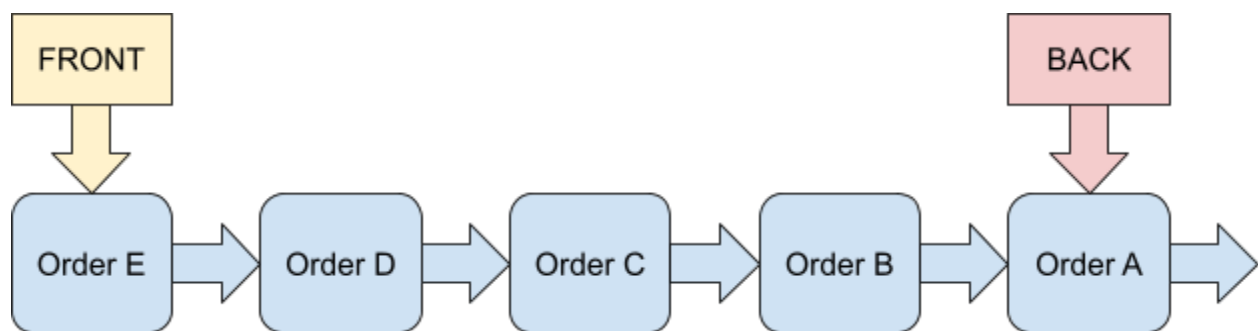 FRONT
BACK
Order E
Order D
Order C
Order B
Order A